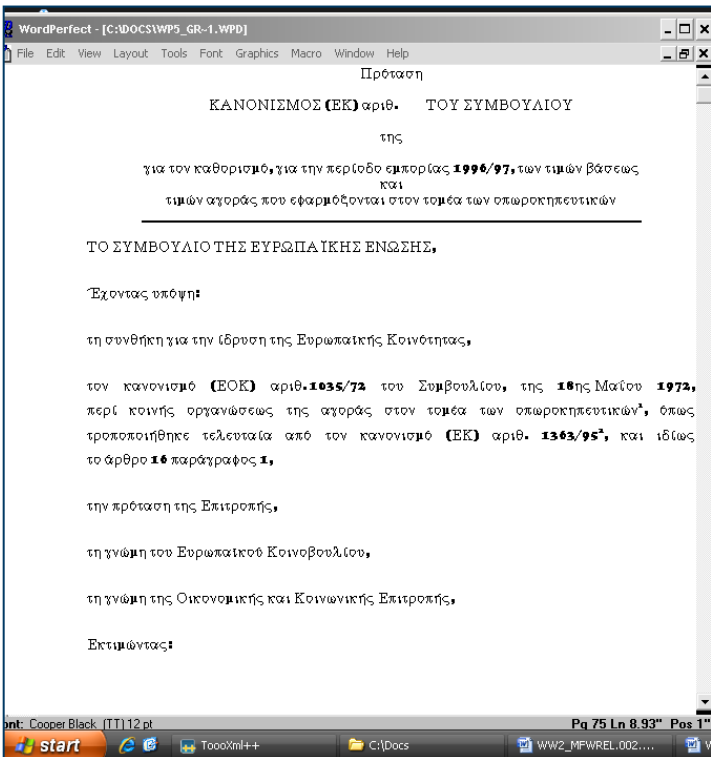 WordPerfect - [C:\DOCS\WP5_GR~1.WPD]
File Edit View Layout Tools Font Graphics Macro Window Help
Πρόταση
ΚΑΝΟΝΙΣΜΟΣ (ΕΚ) αριθ. ΤΟΥ ΣΥΜΒΟΥΛΙΟΥ
της
για τον καθορισμό, για την περίοδο εμπορίας 1996/97, των τιμών βάσεως
και
τιμών αγοράς που εφαρμόζονται στον τομέα των οπωροκηπευτικών
ΤΟ ΣΥΜΒΟΥΛΙΟ ΤΗΣ ΕΥΡΩΠΑΪΚΗΣ ΕΝΩΣΗΣ,
Έχοντας υπόψη:
τη συνθήκη για την ίδρυση της Ευρωπαϊκής Κοινότητας,
τον κανονισμό (ΕΟΚ) αριθ.1035/72 του Συμβουλίου, της 18ης Μαΐου 1972,
περί κοινής οργανώσεως της αγοράς στον τομέα των οπωροκηπευτικών¹, όπως
τροποποιήθηκε τελευταία από τον κανονισμό (ΕΚ) αριθ. 1363/95², και ιδίως
το άρθρο 16 παράγραφος 1,
την πρόταση της Επιτροπής,
τη γνώμη του Ευρωπαϊκού Κοινοβουλίου,
τη γνώμη της Οικονομικής και Κοινωνικής Επιτροπής,
Εκτιμώντας:
ont: Cooper Black (TT) 12 pt Pq 75 Ln 8.93" Pos 1"
start ToooXml++ C:\Docs WW2_MFWREL.002....